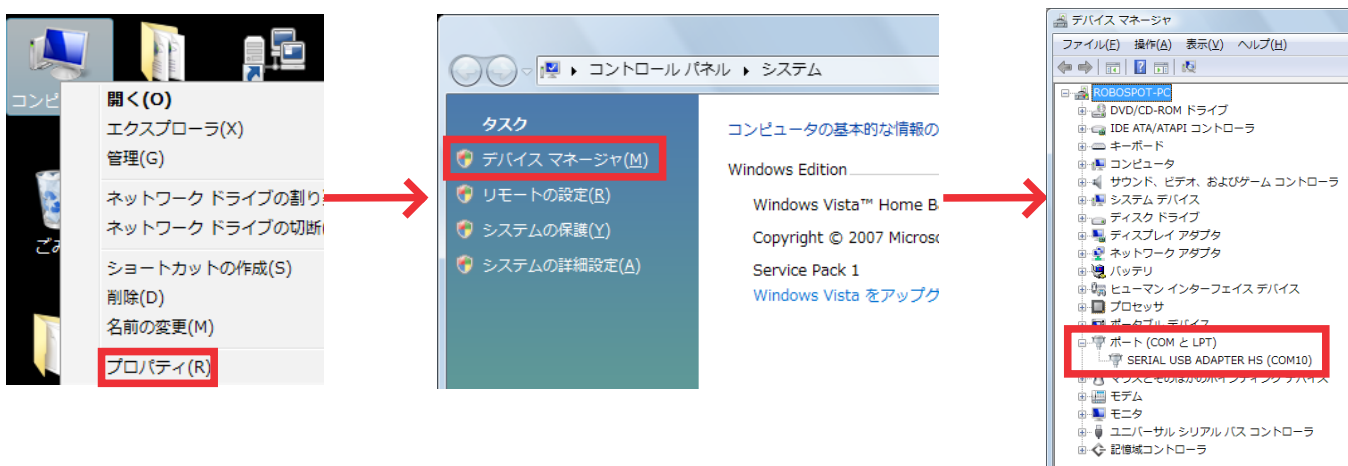 コンピ
ごみ
開く(O)
エクスプローラ(X)
管理(G)
ネットワーク ドライブの割り
ネットワーク ドライブの切断(
ショートカットの作成(S)
削除(D)
名前の変更(M)
プロパティ(R)
コントロール パネル ▸ システム
タスク
デバイス マネージャ(M)
リモートの設定(R)
システムの保護(Y)
システムの詳細設定(A)
コンピュータの基本的な情報の
Windows Edition
Windows Vista™ Home B
Copyright © 2007 Microso
Service Pack 1
Windows Vista をアップグ
デバイス マネージャ
ファイル(F) 操作(A) 表示(V) ヘルプ(H)
ROBOSPOT-PC
DVD/CD-ROM ドライブ
IDE ATA/ATAPI コントローラ
キーボード
コンピュータ
サウンド、ビデオ、およびゲーム コントローラ
システム デバイス
ディスク ドライブ
ディスプレイ アダプタ
ネットワーク アダプタ
バッテリ
ヒューマン インターフェイス デバイス
プロセッサ
ポータブル デバイス
ポート (COM と LPT)
SERIAL USB ADAPTER HS (COM10)
マウスとそのほかのポインティング デバイス
モデム
モニタ
ユニバーサル シリアル バス コントローラ
記憶域コントローラ